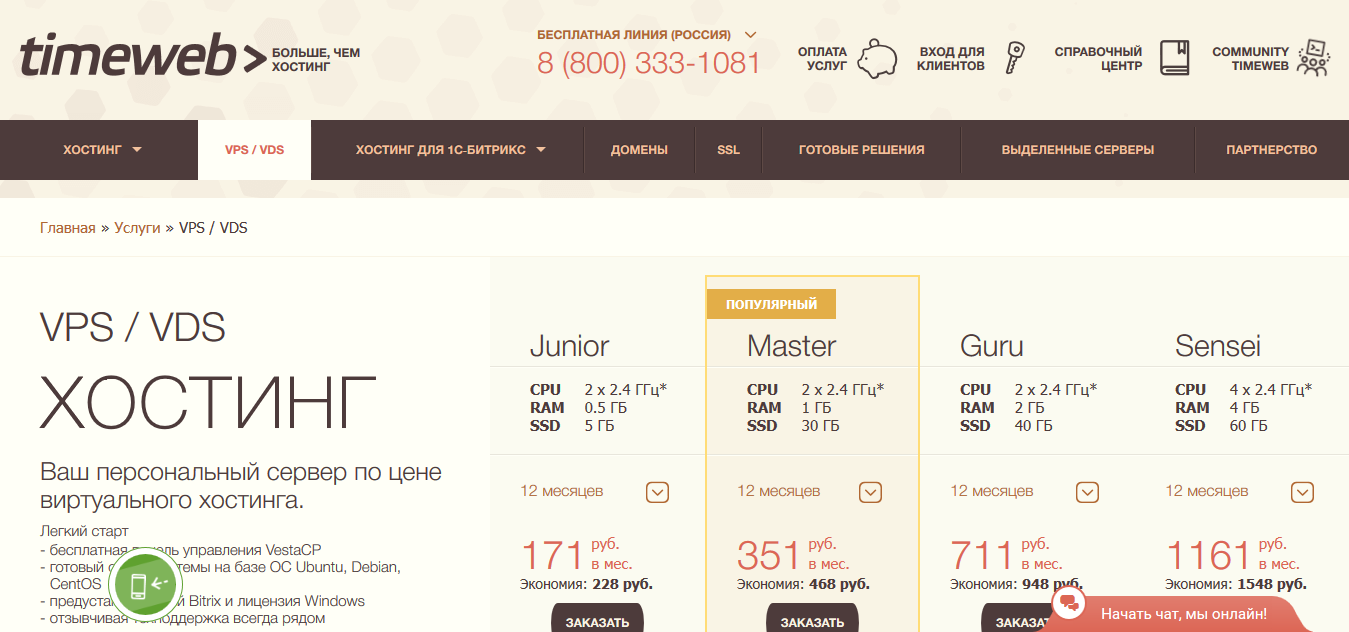 timeweb>
БОЛЬШЕ, ЧЕМ
ХОСТИНГ
БЕСПЛАТНАЯ ЛИНИЯ (РОССИЯ)
8 (800) 333-1081
ОПЛАТА
УСЛУГ
ВХОД ДЛЯ
КЛИЕНТОВ
СПРАВОЧНЫЙ
ЦЕНТР
COMMUNITY
TIMEWEB
ХОСТИНГ
VPS / VDS
ХОСТИНГ ДЛЯ 1С-БИТРИКС
ДОМЕНЫ
SSL
ГОТОВЫЕ РЕШЕНИЯ
ВЫДЕЛЕННЫЕ СЕРВЕРЫ
ПАРТНЕРСТВО
Главная » Услуги » VPS / VDS
VPS / VDS
ХОСТИНГ
Ваш персональный сервер по цене
виртуального хостинга.
Легкий старт
- бесплатная панель управления VestaCP
- готовый системы на базе ОС Ubuntu, Debian,
CentOS
- Bitrix и лицензия Windows
- отзывчивая техподдержка всегда рядом
Junior
CPU 2 x 2.4 ГГц*
RAM 0.5 ГБ
SSD 5 ГБ
12 месяцев
171 руб.
в мес.
Экономия: 228 руб.
ЗАКАЗАТЬ
ПОПУЛЯРНЫЙ
Master
CPU 2 x 2.4 ГГц*
RAM 1 ГБ
SSD 30 ГБ
12 месяцев
351 руб.
в мес.
Экономия: 468 руб.
ЗАКАЗАТЬ
Guru
CPU 2 x 2.4 ГГц*
RAM 2 ГБ
SSD 40 ГБ
12 месяцев
711 руб.
в мес.
Экономия: 948 руб.
ЗАКАЗАТЬ
Sensei
CPU 4 x 2.4 ГГц*
RAM 4 ГБ
SSD 60 ГБ
12 месяцев
1161 руб.
в мес.
Экономия: 1548 руб.
Начать чат, мы онлайн!